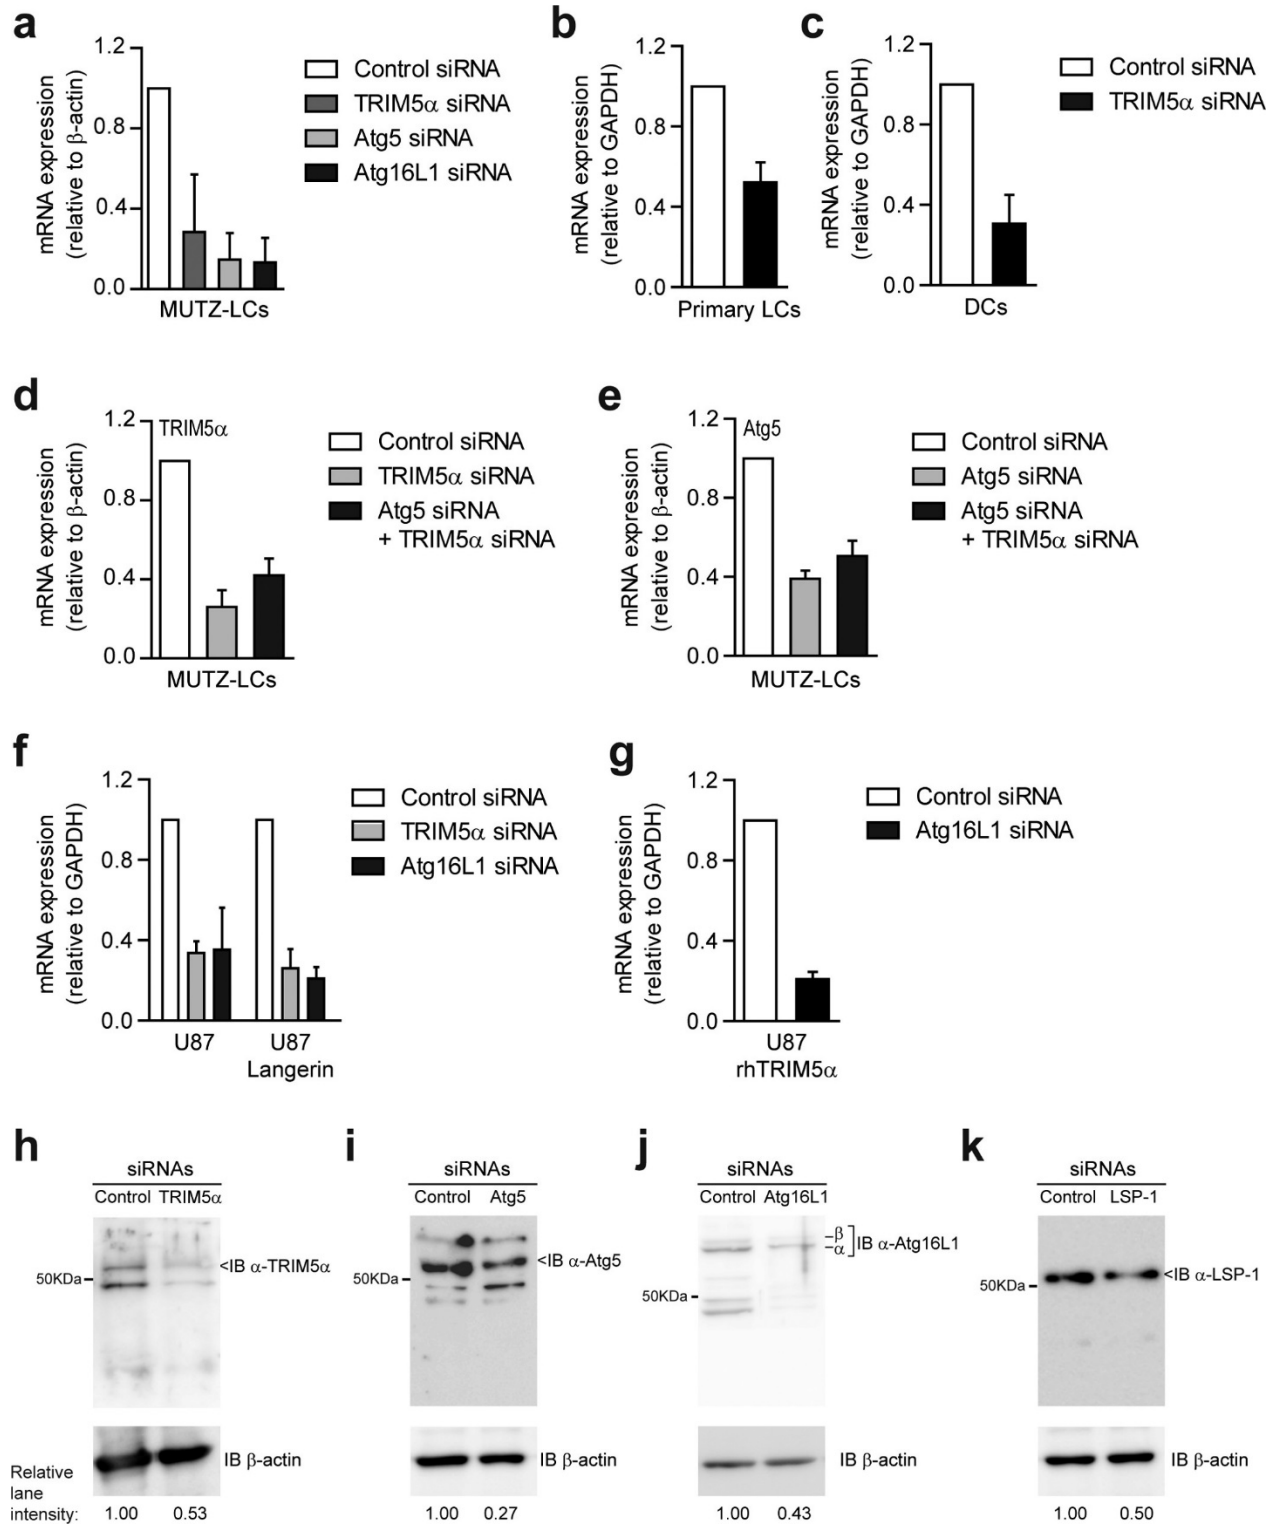 a
mRNA expression
(relative to β-actin)
1.2
0.8
0.4
0.0
MUTZ-LCs
Control siRNA
TRIM5α siRNA
Atg5 siRNA
Atg16L1 siRNA
b
mRNA expression
(relative to GAPDH)
1.2
0.8
0.4
0.0
Primary LCs
c
mRNA expression
(relative to GAPDH)
1.2
0.8
0.4
0.0
DCs
Control siRNA
TRIM5α siRNA
d
mRNA expression
(relative to β-actin)
1.2
0.8
0.4
0.0
TRIM5α
MUTZ-LCs
Control siRNA
TRIM5α siRNA
Atg5 siRNA
+ TRIM5α siRNA
e
mRNA expression
(relative to β-actin)
1.2
0.8
0.4
0.0
Atg5
MUTZ-LCs
Control siRNA
Atg5 siRNA
Atg5 siRNA
+ TRIM5α siRNA
f
mRNA expression
(relative to GAPDH)
1.2
0.8
0.4
0.0
U87
U87
Langerin
Control siRNA
TRIM5α siRNA
Atg16L1 siRNA
g
mRNA expression
(relative to GAPDH)
1.2
0.8
0.4
0.0
U87
rhTRIM5α
Control siRNA
Atg16L1 siRNA
h
siRNAs
Control TRIM5α
50KDa
<IB α-TRIM5α
IB β-actin
Relative
lane
intensity: 1.00 0.53
i
siRNAs
Control Atg5
50KDa
<IB α-Atg5
IB β-actin
1.00 0.27
j
siRNAs
Control Atg16L1
-β
-α
]IB α-Atg16L1
50KDa
IB β-actin
1.00 0.43
k
siRNAs
Control LSP-1
50KDa
<IB α-LSP-1
IB β-actin
1.00 0.50